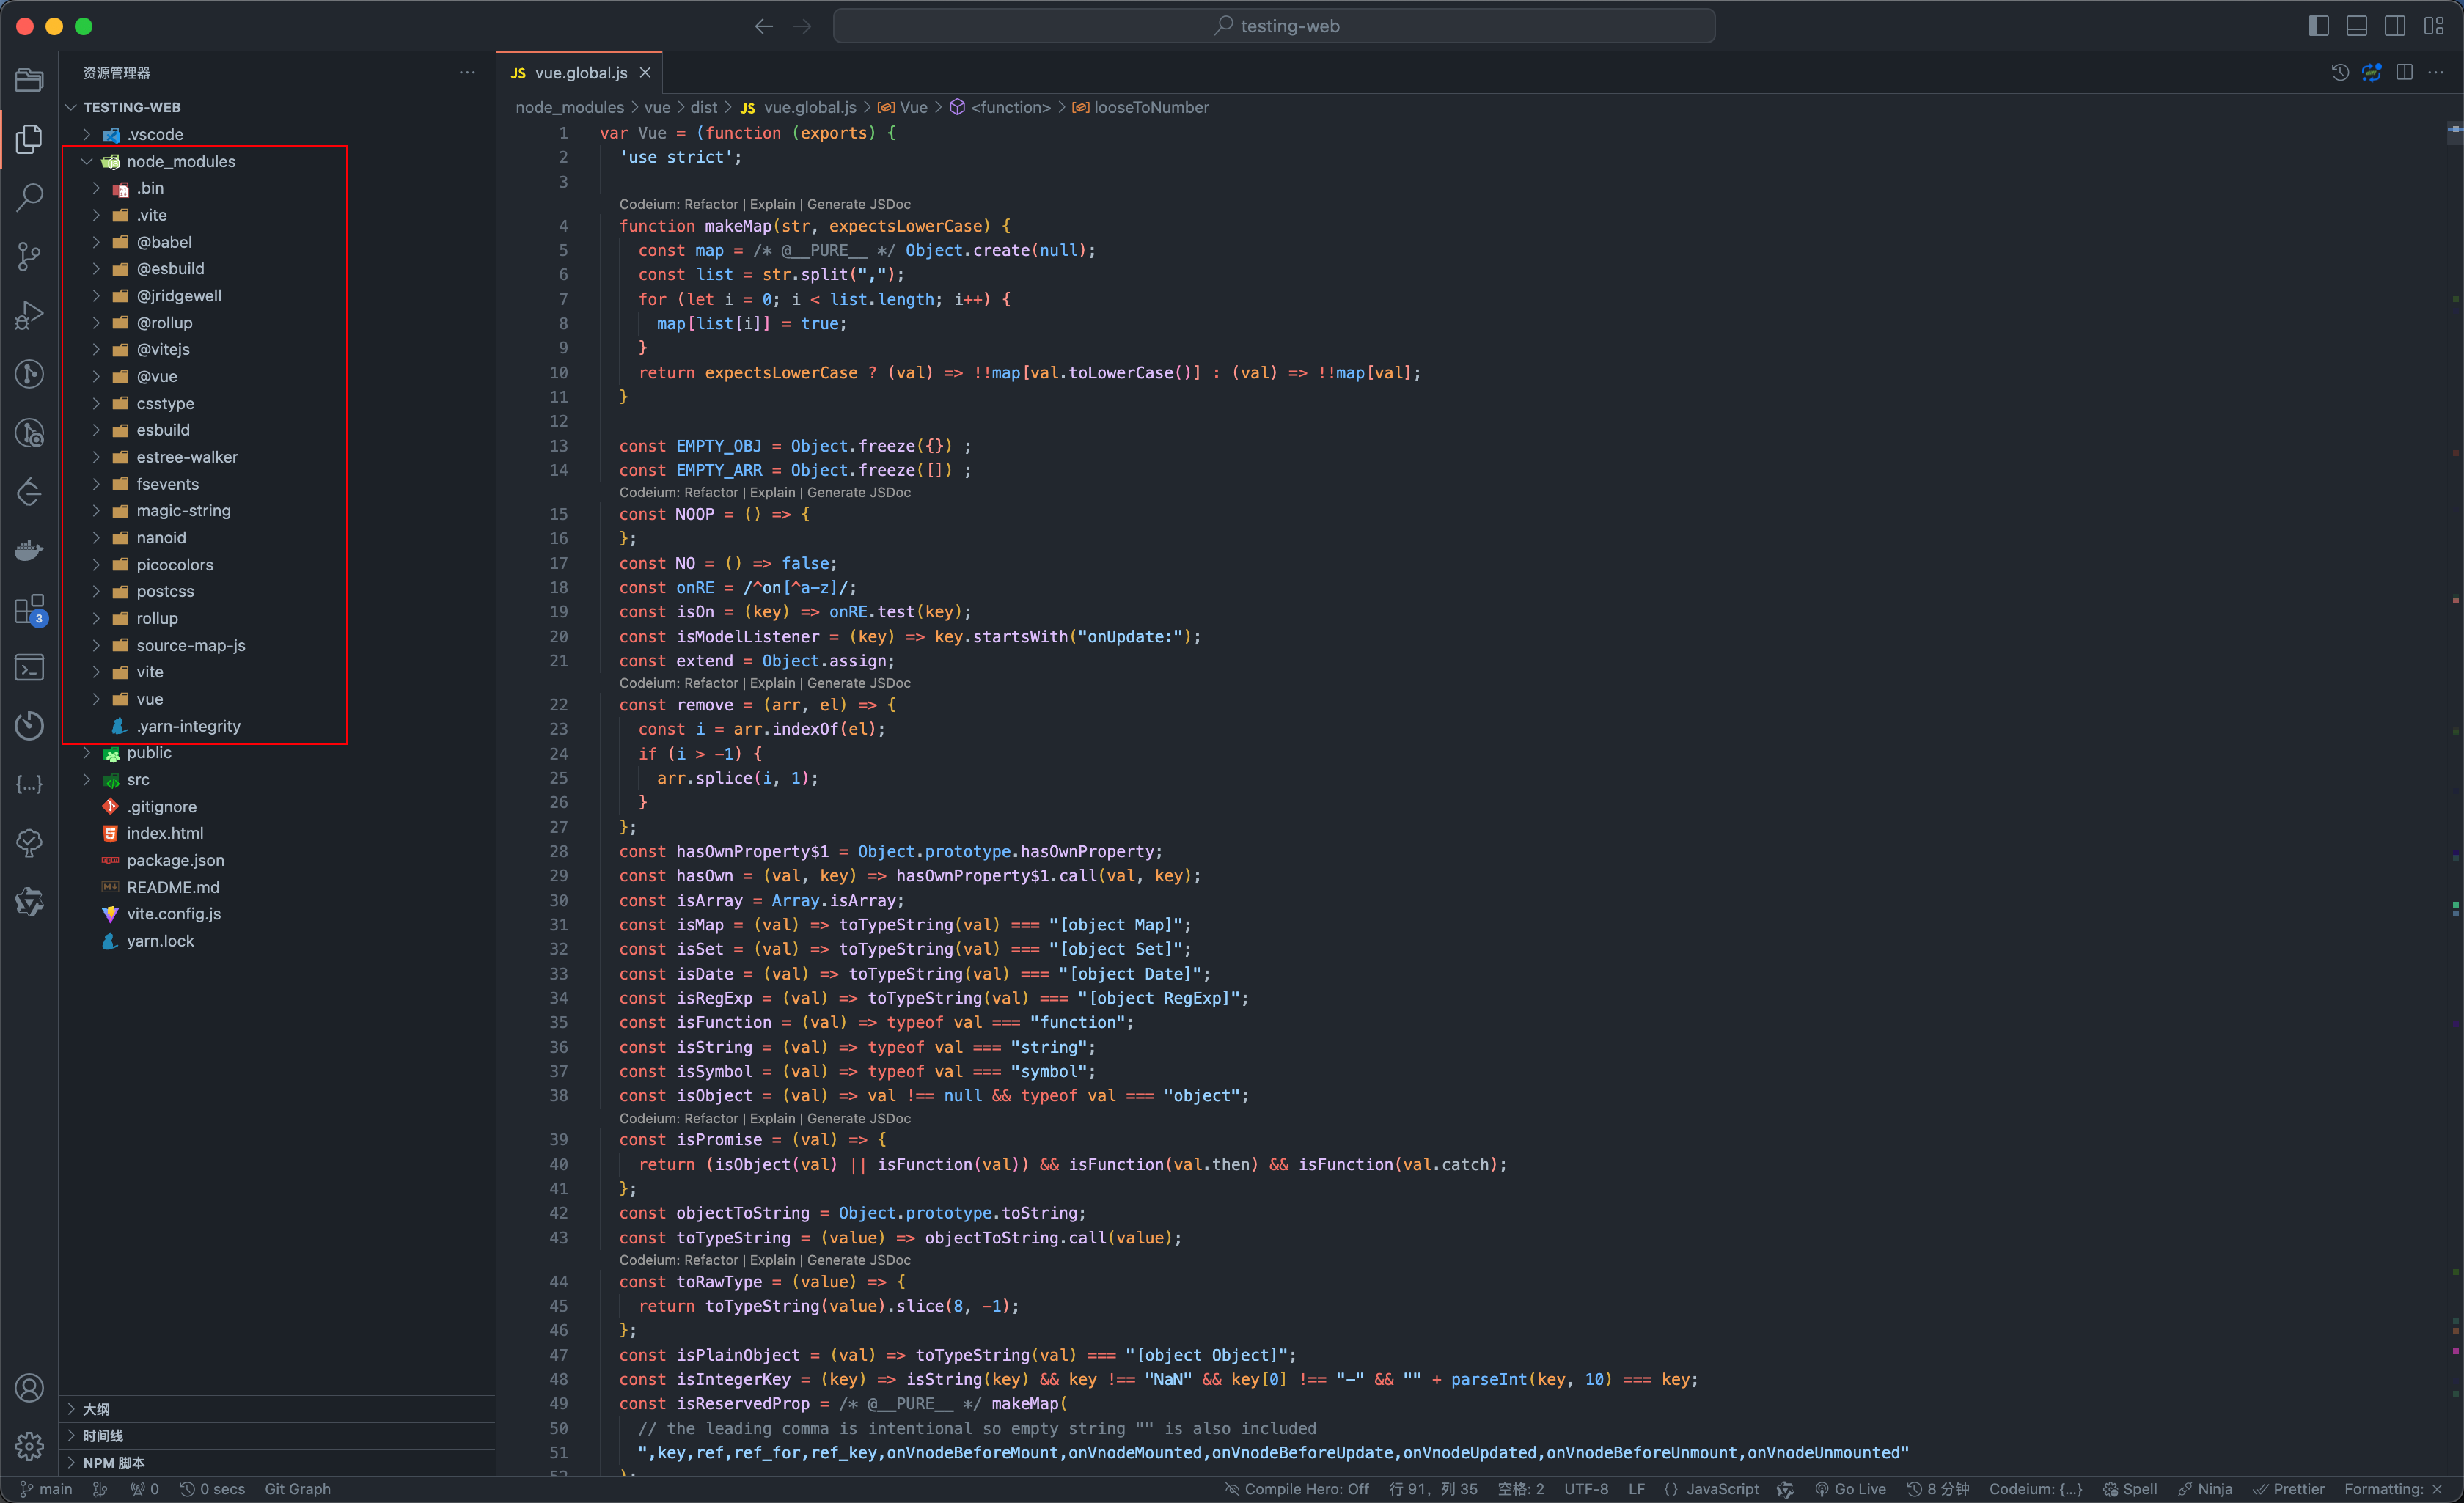 testing-web
资源管理器
TESTING-WEB
.vscode
node_modules
.bin
.vite
@babel
@esbuild
@jridgewell
@rollup
@vitejs
@vue
csstype
esbuild
estree-walker
fsevents
magic-string
nanoid
picocolors
postcss
rollup
source-map-js
vite
vue
.yarn-integrity
public
src
.gitignore
index.html
package.json
README.md
vite.config.js
yarn.lock
大纲
时间线
NPM 脚本
3
JS vue.global.js
node_modules > vue > dist > JS vue.global.js > Vue > <function> > looseToNumber
1 var Vue = (function (exports) {
2 'use strict';
3
Codeium: Refactor | Explain | Generate JSDoc
4 function makeMap(str, expectsLowerCase) {
5 const map = /* @__PURE__ */ Object.create(null);
6 const list = str.split(",");
7 for (let i = 0; i < list.length; i++) {
8 map[list[i]] = true;
9 }
10 return expectsLowerCase ? (val) => !!map[val.toLowerCase()] : (val) => !!map[val];
11 }
12
13 const EMPTY_OBJ = Object.freeze({}) ;
14 const EMPTY_ARR = Object.freeze([]) ;
Codeium: Refactor | Explain | Generate JSDoc
15 const NOOP = () => {
16 };
17 const NO = () => false;
18 const onRE = /^on[^a-z]/;
19 const isOn = (key) => onRE.test(key);
20 const isModelListener = (key) => key.startsWith("onUpdate:");
21 const extend = Object.assign;
Codeium: Refactor | Explain | Generate JSDoc
22 const remove = (arr, el) => {
23 const i = arr.indexOf(el);
24 if (i > -1) {
25 arr.splice(i, 1);
26 }
27 };
28 const hasOwnProperty$1 = Object.prototype.hasOwnProperty;
29 const hasOwn = (val, key) => hasOwnProperty$1.call(val, key);
30 const isArray = Array.isArray;
31 const isMap = (val) => toTypeString(val) === "[object Map]";
32 const isSet = (val) => toTypeString(val) === "[object Set]";
33 const isDate = (val) => toTypeString(val) === "[object Date]";
34 const isRegExp = (val) => toTypeString(val) === "[object RegExp]";
35 const isFunction = (val) => typeof val === "function";
36 const isString = (val) => typeof val === "string";
37 const isSymbol = (val) => typeof val === "symbol";
38 const isObject = (val) => val !== null && typeof val === "object";
Codeium: Refactor | Explain | Generate JSDoc
39 const isPromise = (val) => {
40 return (isObject(val) || isFunction(val)) && isFunction(val.then) && isFunction(val.catch);
41 };
42 const objectToString = Object.prototype.toString;
43 const toTypeString = (value) => objectToString.call(value);
Codeium: Refactor | Explain | Generate JSDoc
44 const toRawType = (value) => {
45 return toTypeString(value).slice(8, -1);
46 };
47 const isPlainObject = (val) => toTypeString(val) === "[object Object]";
48 const isIntegerKey = (key) => isString(key) && key !== "NaN" && key[0] !== "-" && "" + parseInt(key, 10) === key;
49 const isReservedProp = /* @__PURE__ */ makeMap(
50 // the leading comma is intentional so empty string "" is also included
51 ",key,ref,ref_for,ref_key,onVnodeBeforeMount,onVnodeMounted,onVnodeBeforeUpdate,onVnodeUpdated,onVnodeBeforeUnmount,onVnodeUnmounted"
main 0 0 secs Git Graph Compile Hero: Off 行 91，列 35 空格: 2 UTF-8 LF {} JavaScript Go Live 8 分钟 Codeium: {...} Spell Ninja Prettier Formatting: ×